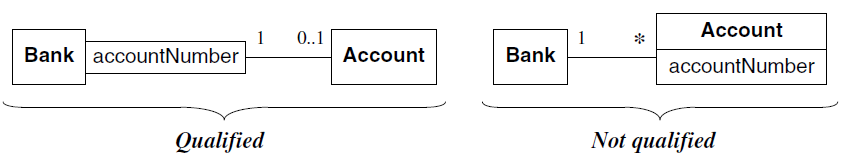 Bank accountNumber 1 0..1 Account
Qualified
Bank 1 * Account
accountNumber
Not qualified